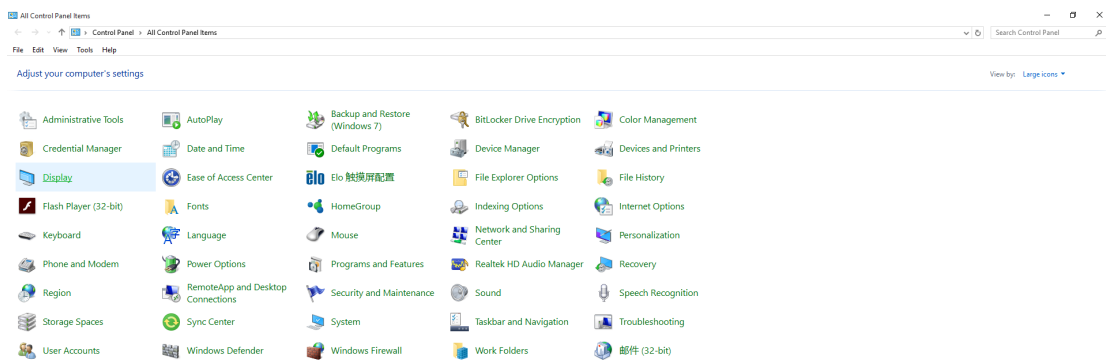 All Control Panel Items
Control Panel > All Control Panel Items
Search Control Panel
File Edit View Tools Help
Adjust your computer's settings
View by: Large icons
Administrative Tools
AutoPlay
Backup and Restore
(Windows 7)
BitLocker Drive Encryption
Color Management
Credential Manager
Date and Time
Default Programs
Device Manager
Devices and Printers
Display
Ease of Access Center
elo
Elo 触摸屏配置
File Explorer Options
File History
Flash Player (32-bit)
Fonts
HomeGroup
Indexing Options
Internet Options
Keyboard
Language
Mouse
Network and Sharing
Center
Personalization
Phone and Modem
Power Options
Programs and Features
Realtek HD Audio Manager
Recovery
Region
RemoteApp and Desktop
Connections
Security and Maintenance
Sound
Speech Recognition
Storage Spaces
Sync Center
System
Taskbar and Navigation
Troubleshooting
User Accounts
Windows Defender
Windows Firewall
Work Folders
邮件 (32-bit)